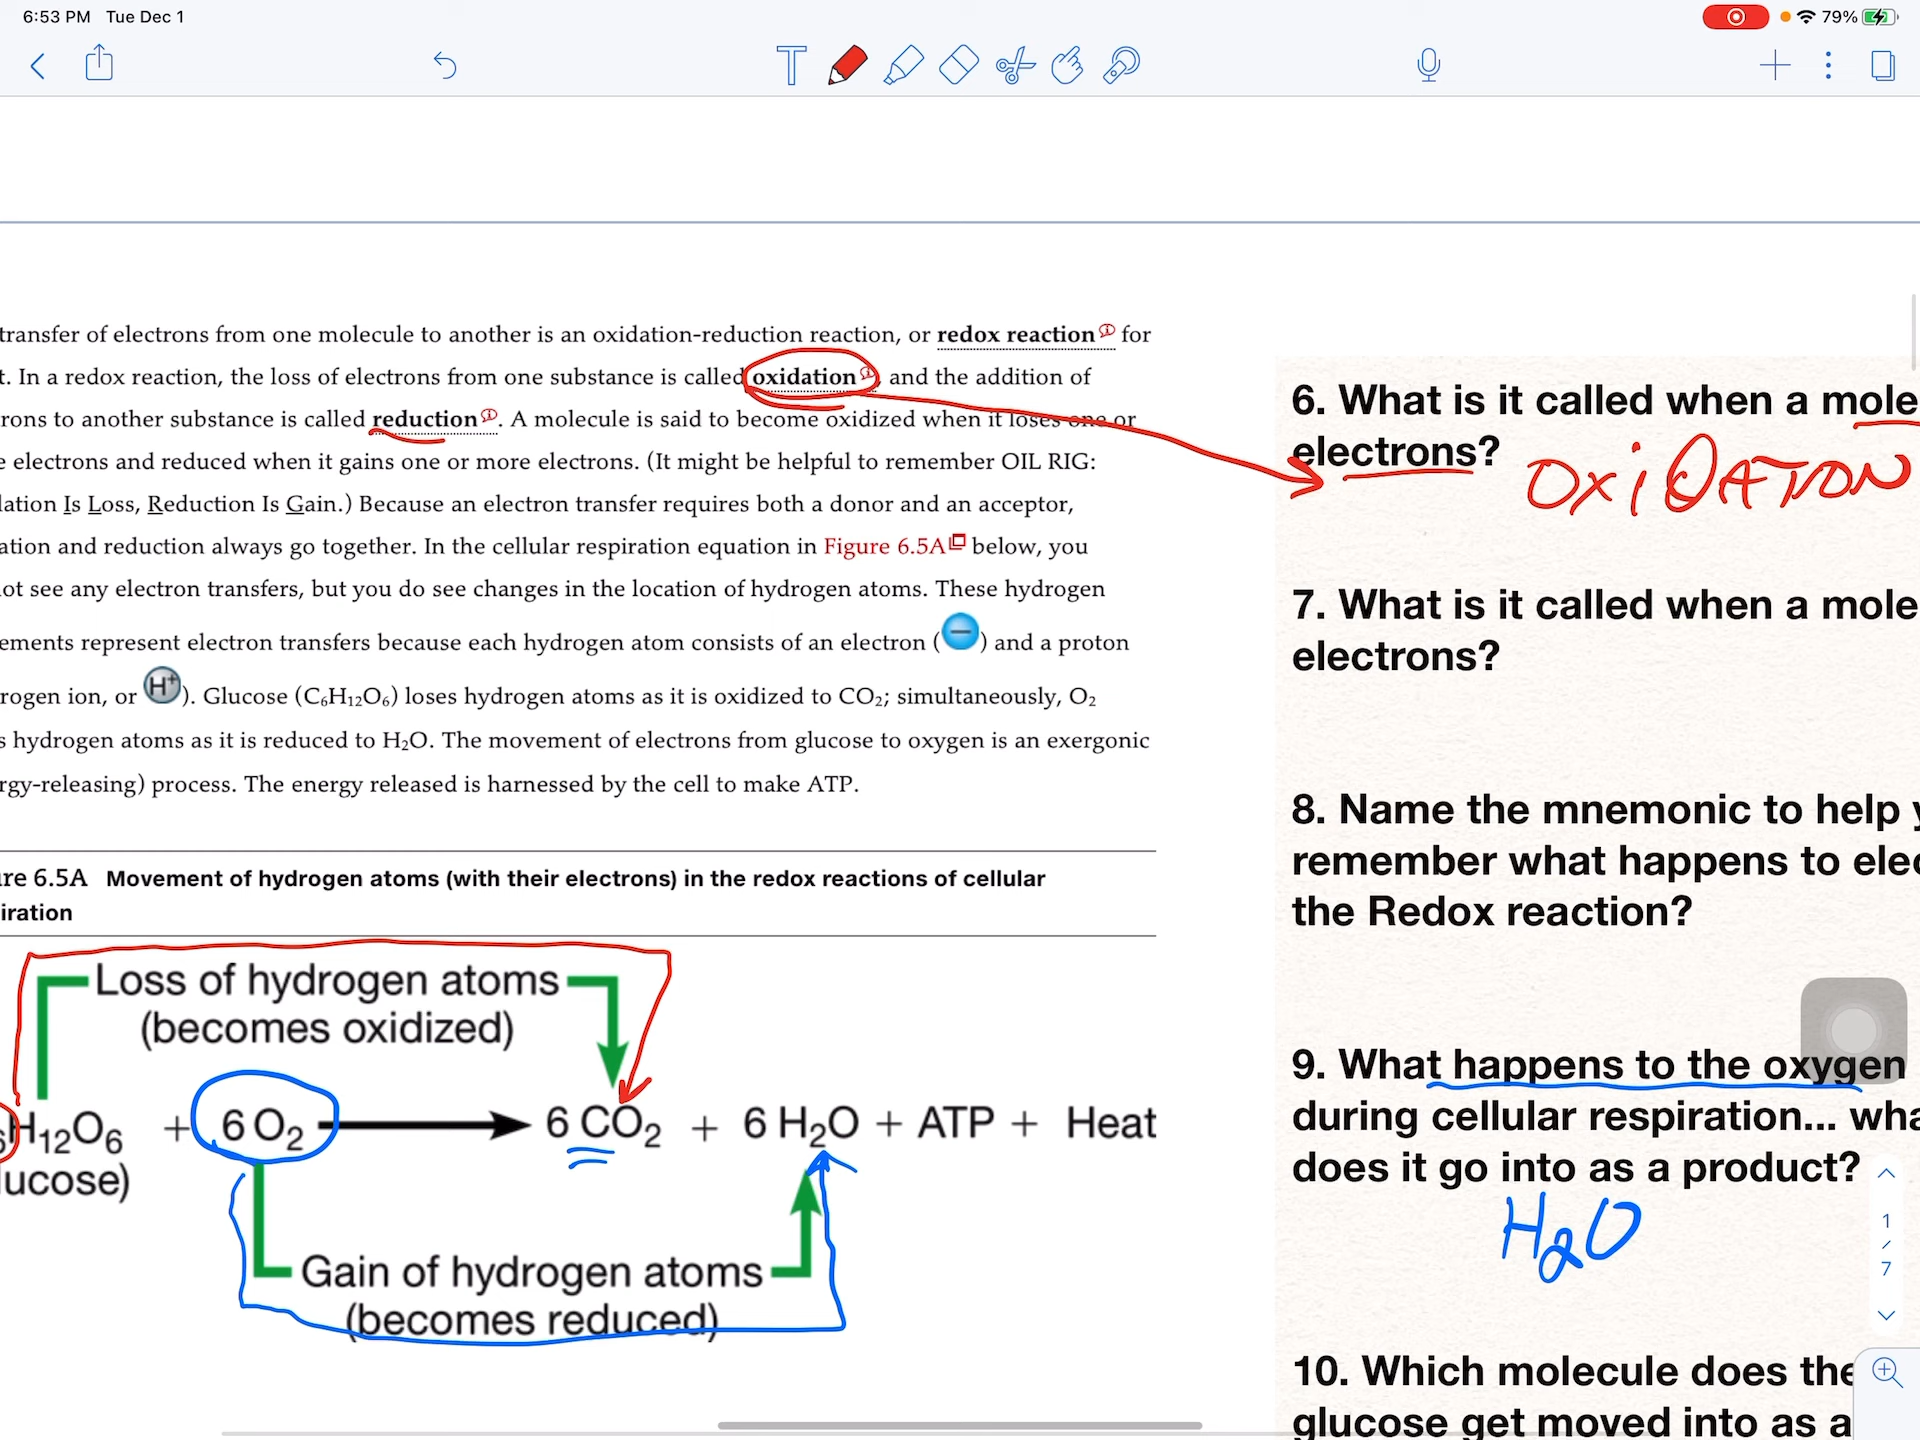 6:53 PM Tue Dec 1
79%
transfer of electrons from one molecule to another is an oxidation-reduction reaction, or redox reaction for
t. In a redox reaction, the loss of electrons from one substance is called oxidation and the addition of
rons to another substance is called reduction. A molecule is said to become oxidized when it loses one or
e electrons and reduced when it gains one or more electrons. (It might be helpful to remember OIL RIG:
lation Is Loss, Reduction Is Gain.) Because an electron transfer requires both a donor and an acceptor,
ation and reduction always go together. In the cellular respiration equation in Figure 6.5A below, you
ot see any electron transfers, but you do see changes in the location of hydrogen atoms. These hydrogen
ements represent electron transfers because each hydrogen atom consists of an electron (−) and a proton
rogen ion, or H⁺). Glucose (C₆H₁₂O₆) loses hydrogen atoms as it is oxidized to CO₂; simultaneously, O₂
s hydrogen atoms as it is reduced to H₂O. The movement of electrons from glucose to oxygen is an exergonic
rgy-releasing) process. The energy released is harnessed by the cell to make ATP.
re 6.5A Movement of hydrogen atoms (with their electrons) in the redox reactions of cellular
iration
Loss of hydrogen atoms
(becomes oxidized)
₆H₁₂O₆ + 6 O₂ 6 CO₂ + 6 H₂O + ATP + Heat
lucose)
Gain of hydrogen atoms
(becomes reduced)
6. What is it called when a mole
electrons?
OXIDATION
7. What is it called when a mole
electrons?
8. Name the mnemonic to help y
remember what happens to elec
the Redox reaction?
9. What happens to the oxygen
during cellular respiration... wha
does it go into as a product?
H₂O
10. Which molecule does the
glucose get moved into as a
1
/
7